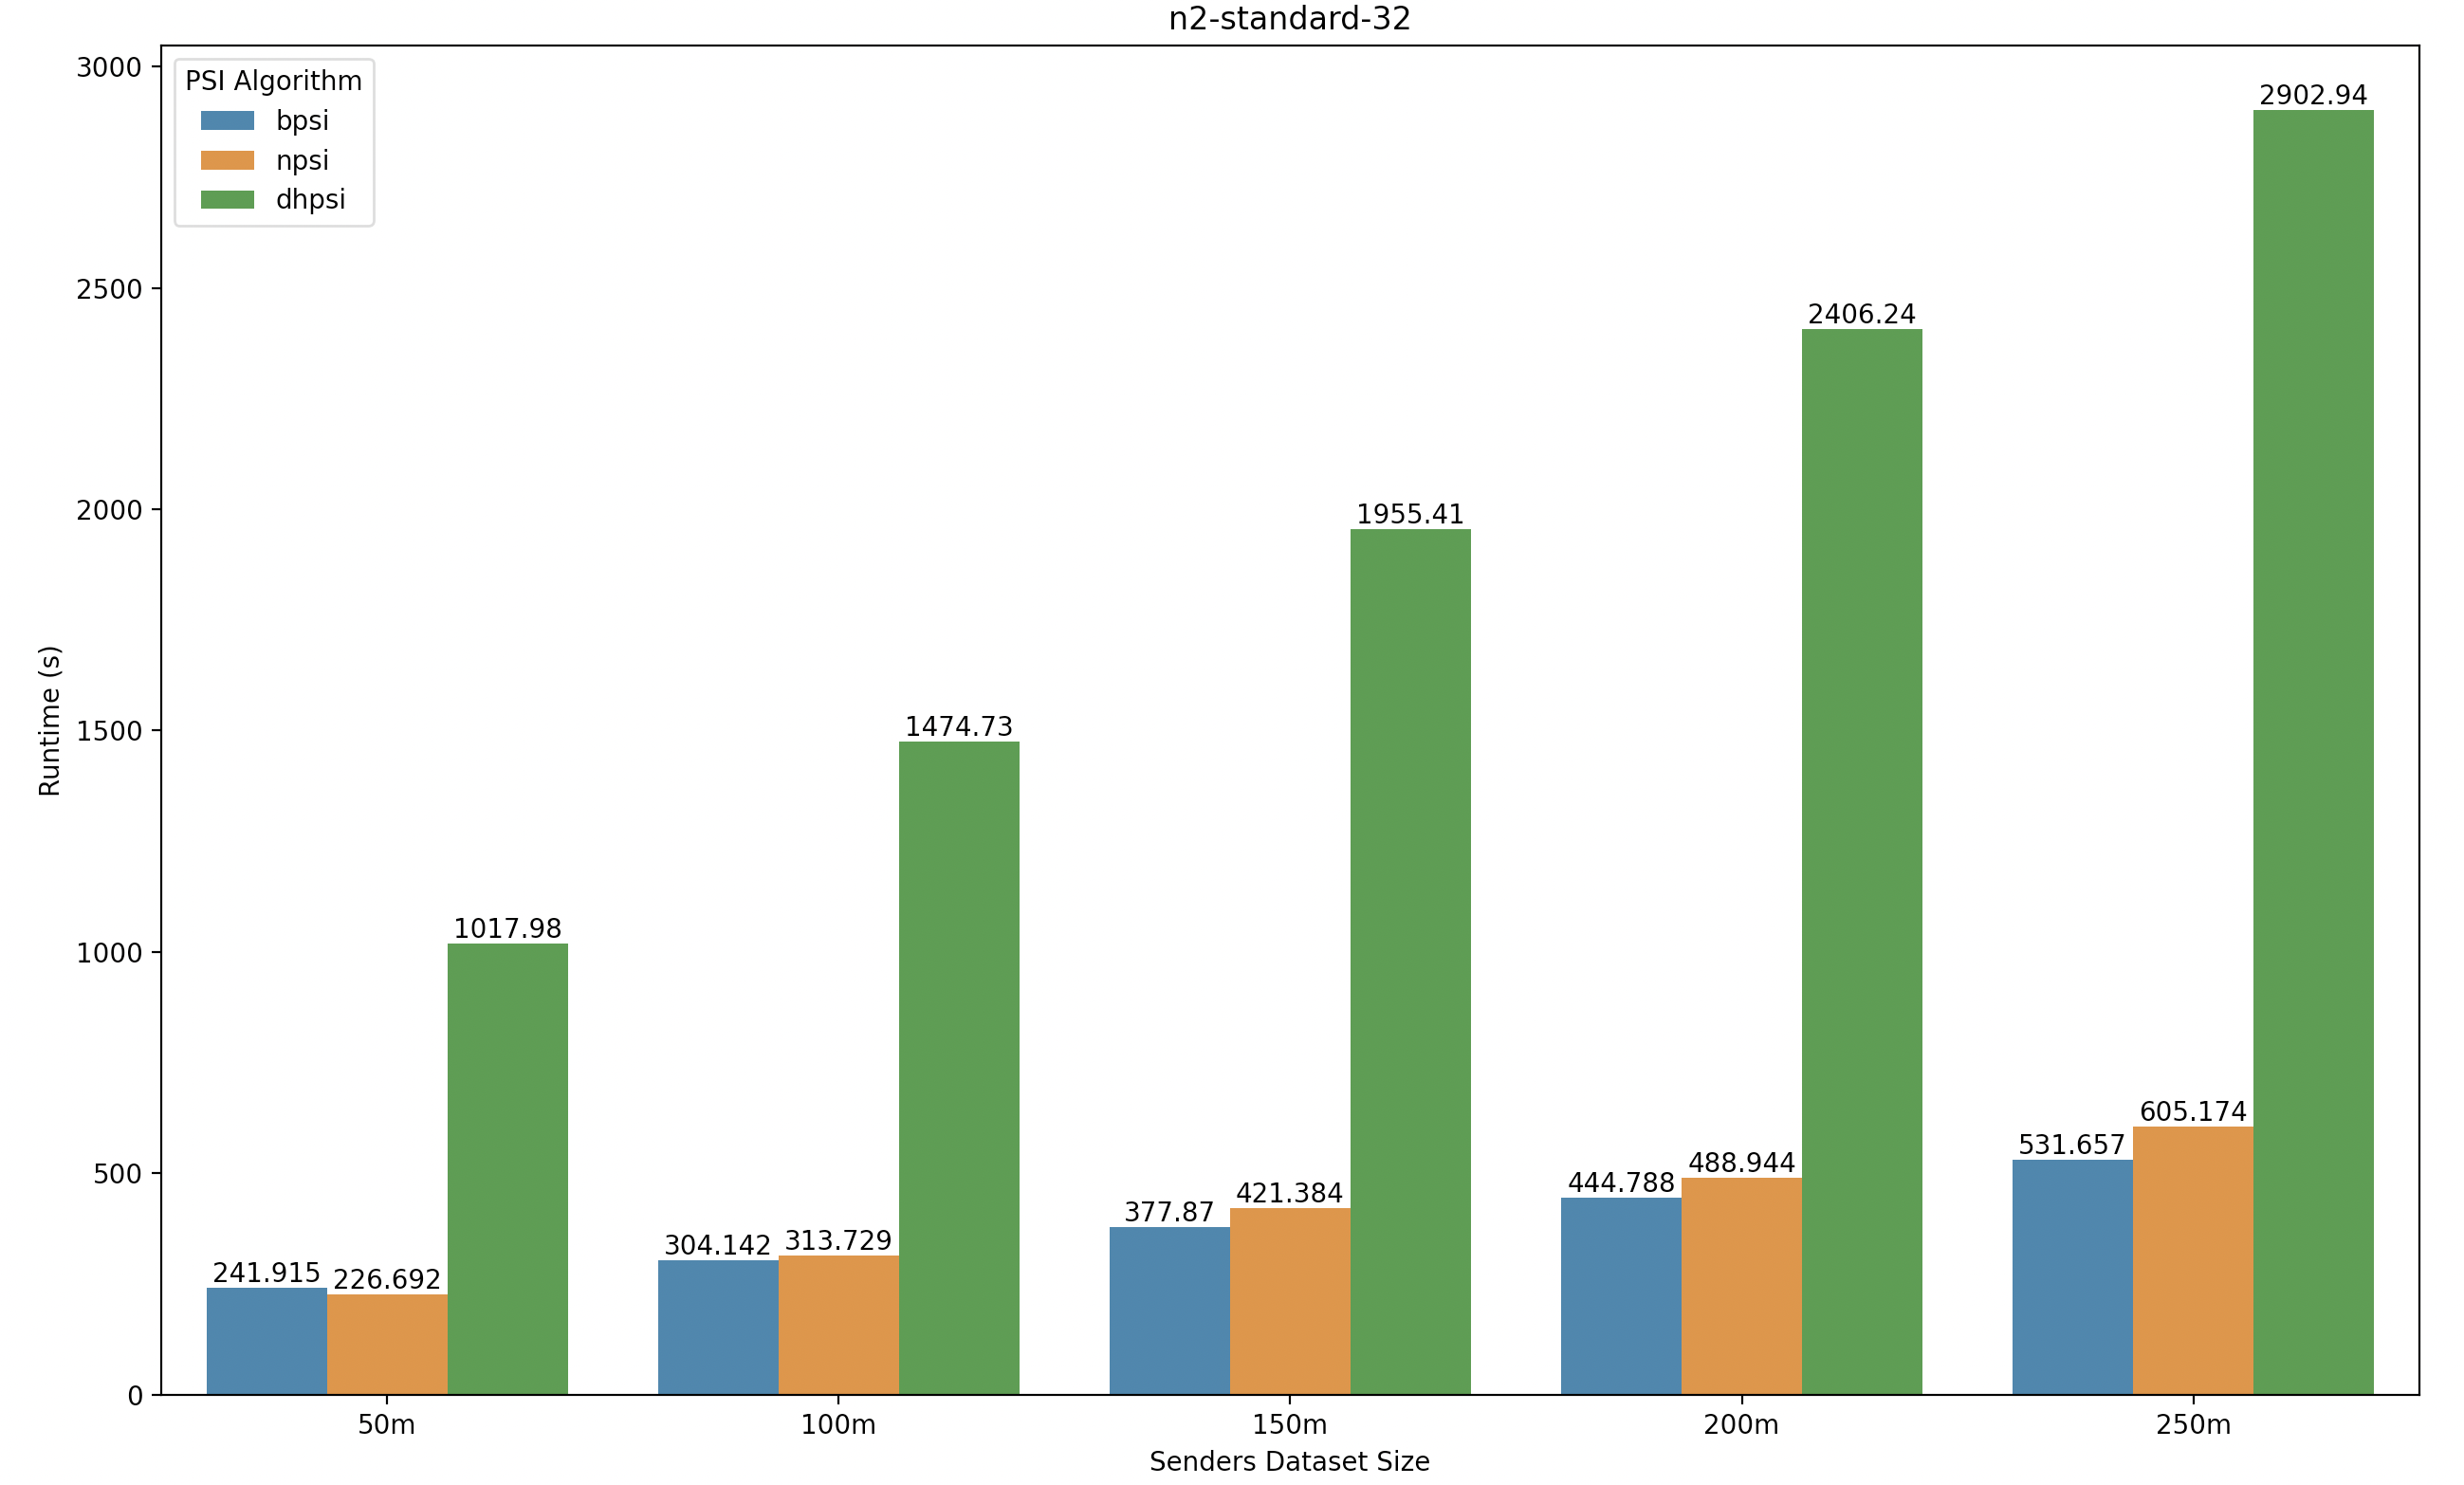 n2-standard-32
3000
2500
2000
1500
1000
500
0
Runtime (s)
PSI Algorithm
bpsi
npsi
dhpsi
241.915
226.692
1017.98
304.142
313.729
1474.73
377.87
421.384
1955.41
444.788
488.944
2406.24
531.657
605.174
2902.94
50m
100m
150m
200m
250m
Senders Dataset Size